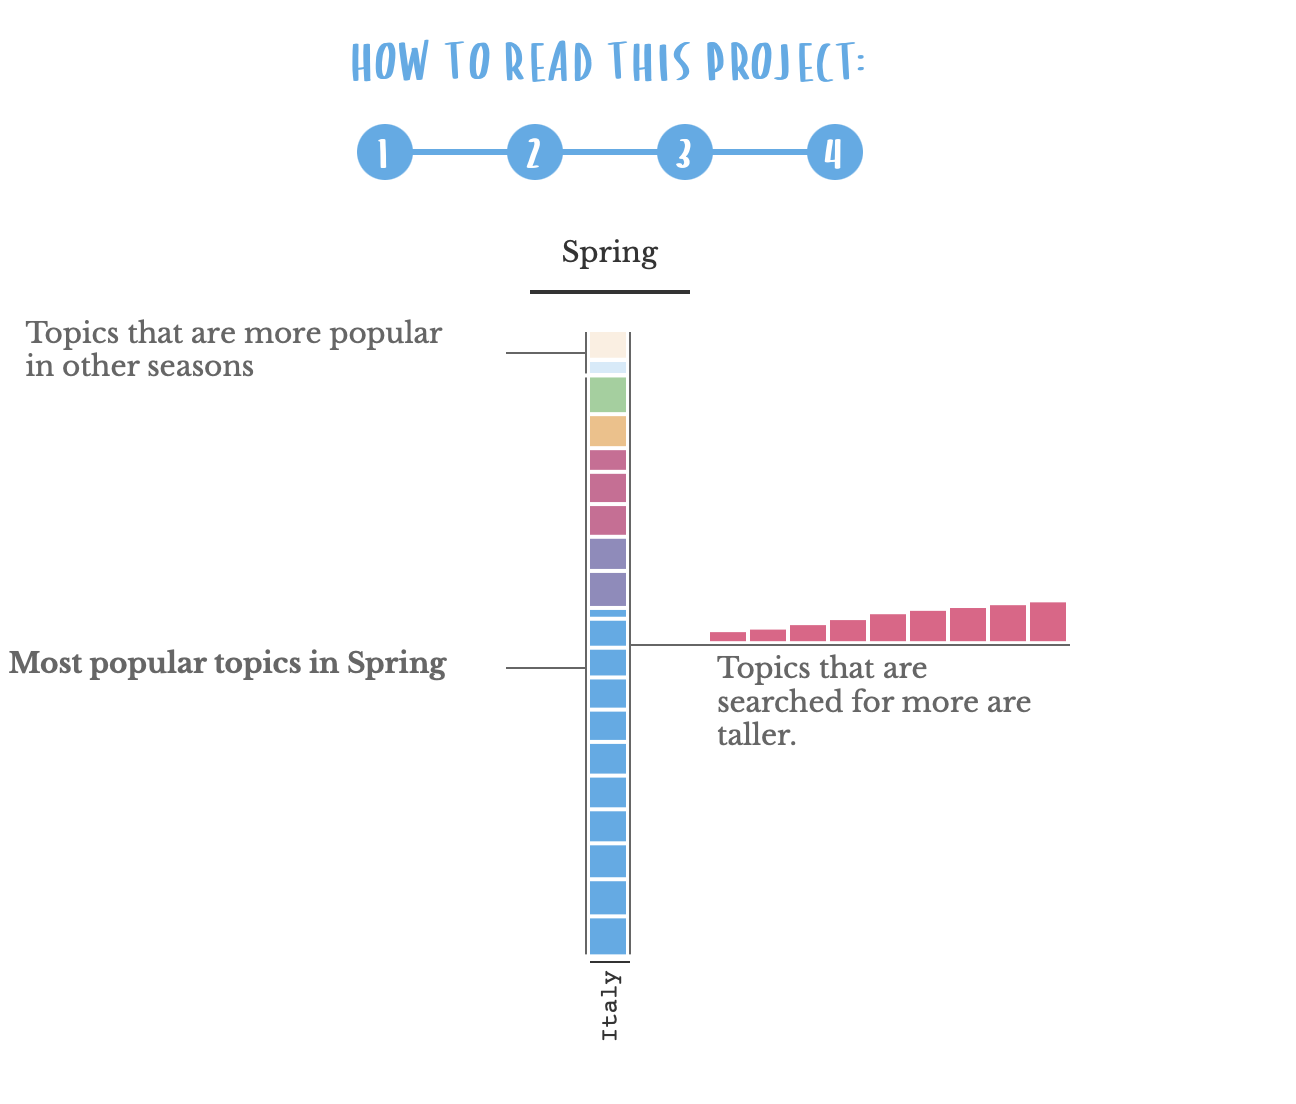 HOW TO READ THIS PROJECT:
1 2 3 4
Spring
Topics that are more popular
in other seasons
Most popular topics in Spring
Topics that are
searched for more are
taller.
Italy